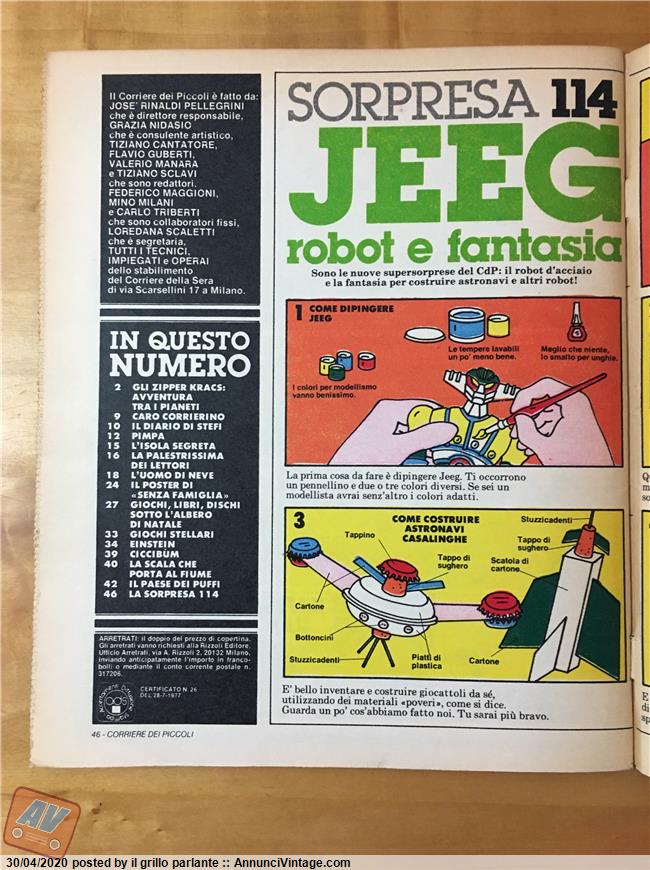 Il Corriere dei Piccoli è fatto da:
JOSE' RINALDI PELLEGRINI
che è direttore responsabile,
GRAZIA NIDASIO
che è consulente artistico,
TIZIANO CANTATORE,
FLAVIO GUBERTI,
VALERIO MANARA
e TIZIANO SCLAVI
che sono redattori.
FEDERICO MAGGIONI,
MINO MILANI
e CARLO TRIBERTI
che sono collaboratori fissi,
LOREDANA SCALETTI
che è segretaria,
TUTTI I TECNICI,
IMPIEGATI e OPERAI
dello stabilimento
del Corriere della Sera
di via Scarsellini 17 a Milano.
IN QUESTO
NUMERO
2 GLI ZIPPER KRACS:
AVVENTURA
TRA I PIANETI
9 CARO CORRIERINO
10 IL DIARIO DI STEFI
12 PIMPA
15 L'ISOLA SEGRETA
16 LA PALESTRISSIMA
DEI LETTORI
18 L'UOMO DI NEVE
24 IL POSTER DI
«SENZA FAMIGLIA»
27 GIOCHI, LIBRI, DISCHI
SOTTO L'ALBERO
DI NATALE
33 GIOCHI STELLARI
34 EINSTEIN
39 CICCIBÙM
40 LA SCALA CHE
PORTA AL FIUME
42 IL PAESE DEI PUFFI
46 LA SORPRESA 114
ARRETRATI: il doppio del prezzo di copertina.
Gli arretrati vanno richiesti alla Rizzoli Editore,
Ufficio Arretrati, via A. Rizzoli 2, 20132 Milano,
inviando anticipatamente l'importo in franco-
bolli o mediante il conto corrente postale n.
317206.
CERTIFICATO N. 26
DEL 28-7-1977
46 - CORRIERE DEI PICCOLI
SORPRESA 114
JEEG
robot e fantasia
Sono le nuove supersorprese del CdP: il robot d'acciaio
e la fantasia per costruire astronavi e altri robot!
1 COME DIPINGERE
JEEG
Le tempere lavabili
un po' meno bene.
Meglio che niente,
lo smalto per unghie.
I colori per modellismo
vanno benissimo.
La prima cosa da fare è dipingere Jeeg. Ti occorrono
un pennellino e due o tre colori diversi. Se sei un
modellista avrai senz'altro i colori adatti.
3 COME COSTRUIRE
ASTRONAVI
CASALINGHE
Stuzzicadenti
Tappino
Tappo di
sughero
Tappo di
sughero
Scatola di
cartone
Cartone
Bottoncini
Stuzzicadenti
Piatti di
plastica
Cartone
E' bello inventare e costruire giocattoli da sé,
utilizzando dei materiali «poveri», come si dice.
Guarda un po' cos'abbiamo fatto noi. Tu sarai più bravo.
AV
30/04/2020 posted by il grillo parlante :: AnnunciVintage.com